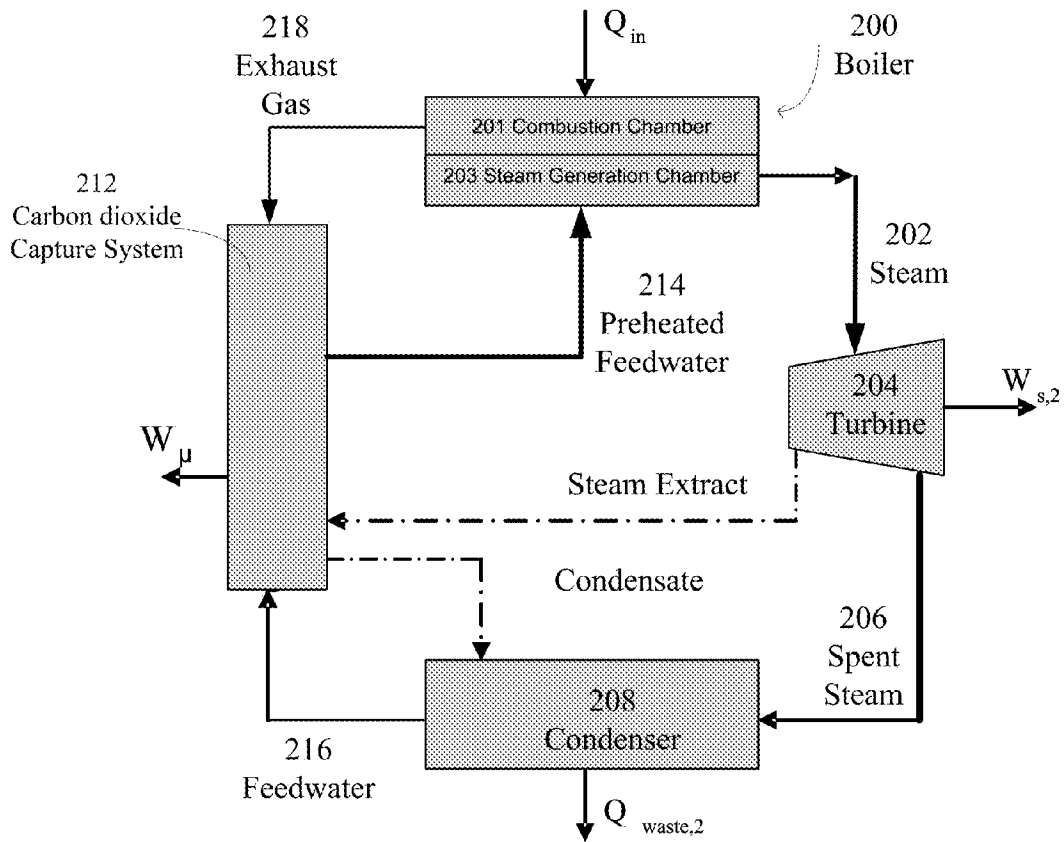 218
Exhaust
Gas
Q in
200
Boiler
201 Combustion Chamber
203 Steam Generation Chamber
212
Carbon dioxide
Capture System
202
Steam
214
Preheated
Feedwater
204
Turbine
W s,2
W μ
Steam Extract
Condensate
206
Spent
Steam
208
Condenser
216
Feedwater
Q waste,2